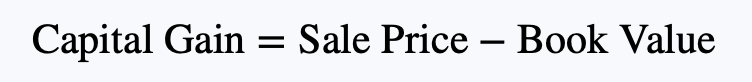 Capital Gain = Sale Price − Book Value